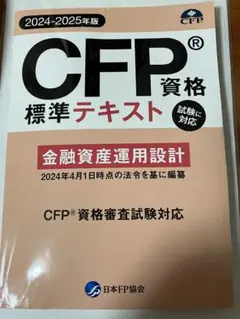 2024-2025年版
CFP
CFP®資格
標準テキスト
試験に
対応
金融資産運用設計
2024年4月1日時点の法令を基に編纂
CFP®資格審査試験対応
日本FP協会